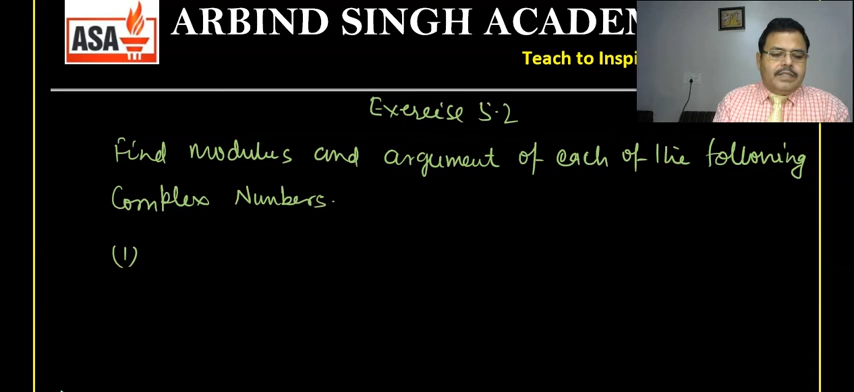 ASA
ARBIND SINGH ACADEM
Teach to Inspi
Exercise 5.2
Find modulus and argument of each of the following
Complex Numbers.
(1)